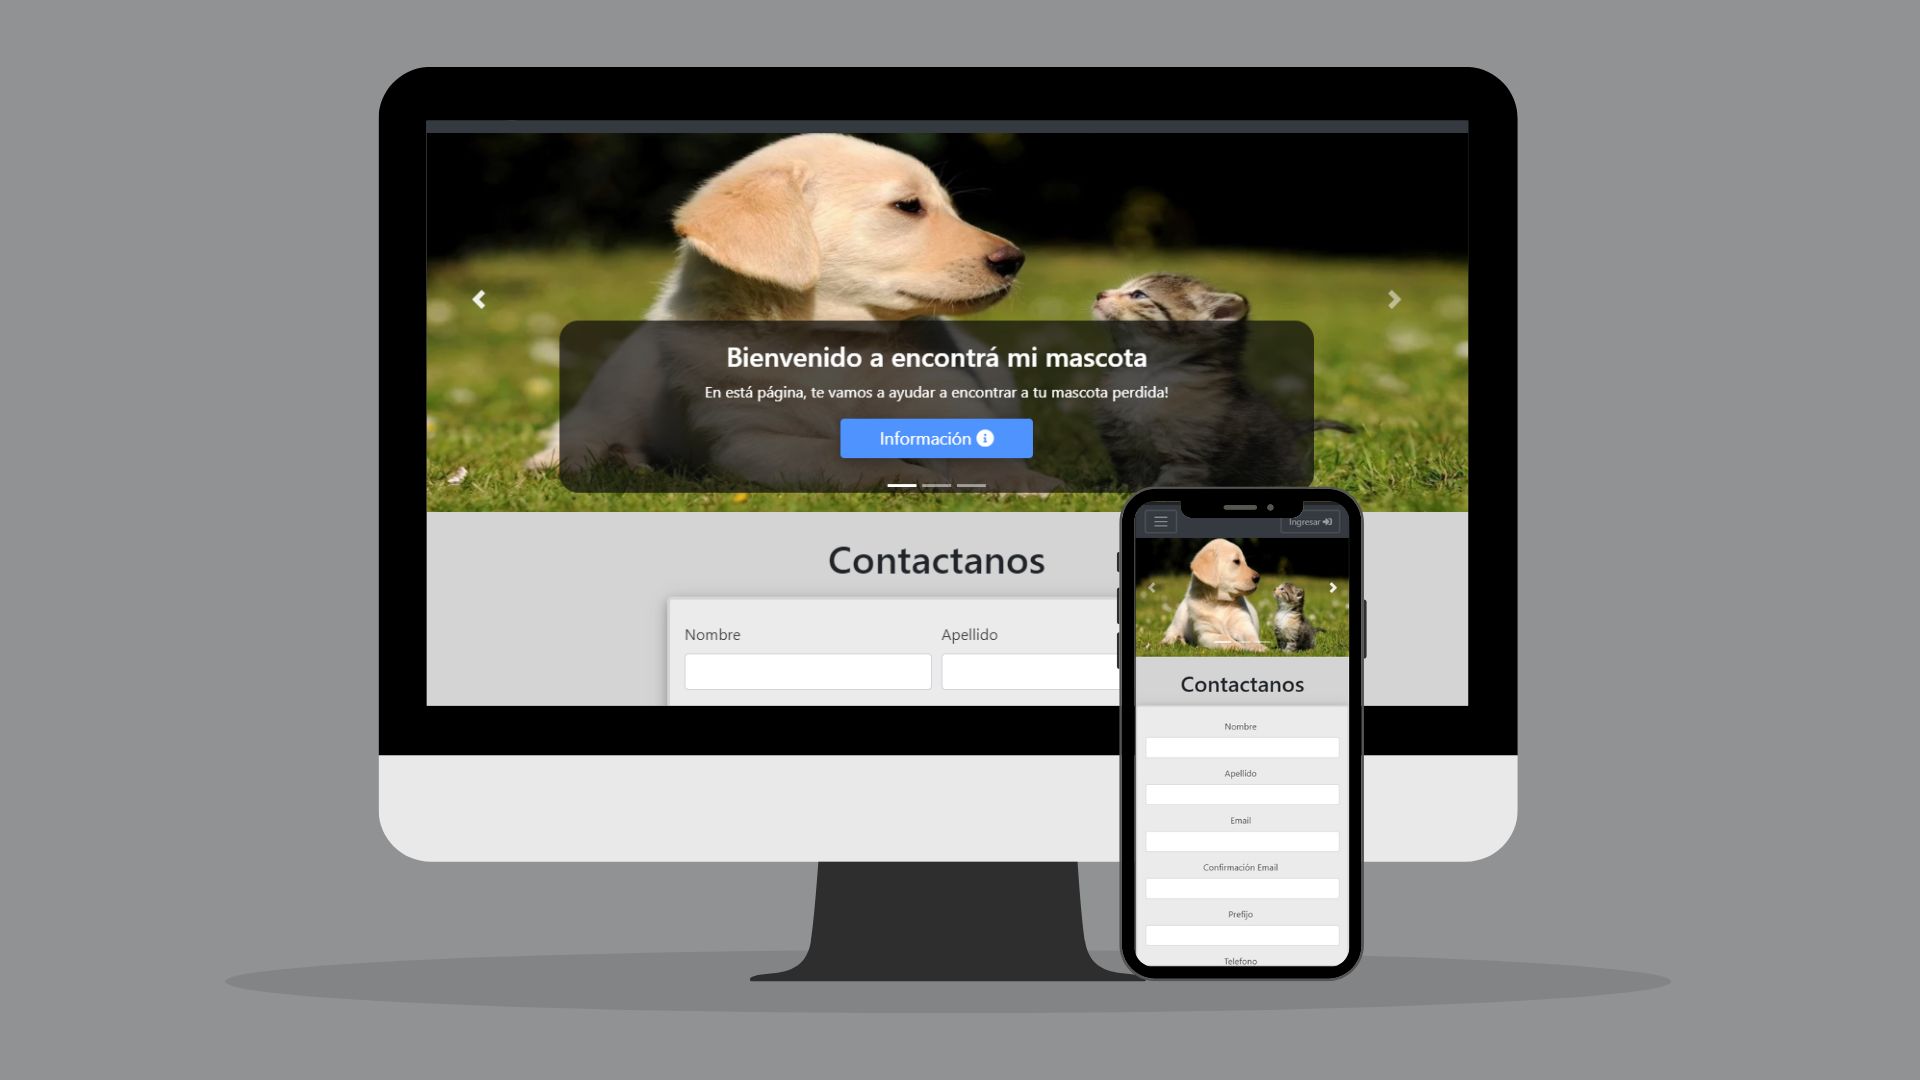 Bienvenido a encontrá mi mascota
En está página, te vamos a ayudar a encontrar a tu mascota perdida!
Información
Contactanos
Nombre
Apellido
Ingresar
Contactanos
Nombre
Apellido
Email
Confirmación Email
Prefijo
Telefono